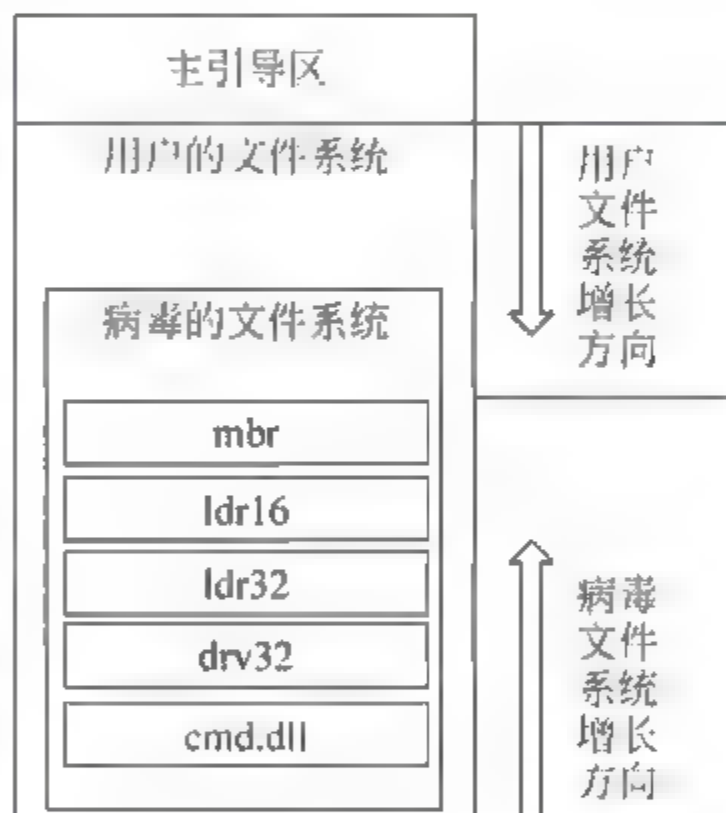 主引导区
用户的文件系统
病毒的文件系统
mbr
ldr16
ldr32
drv32
cmd.dll
用户
文件
系统
增长
方向
病毒
文件
系统
增长
方向